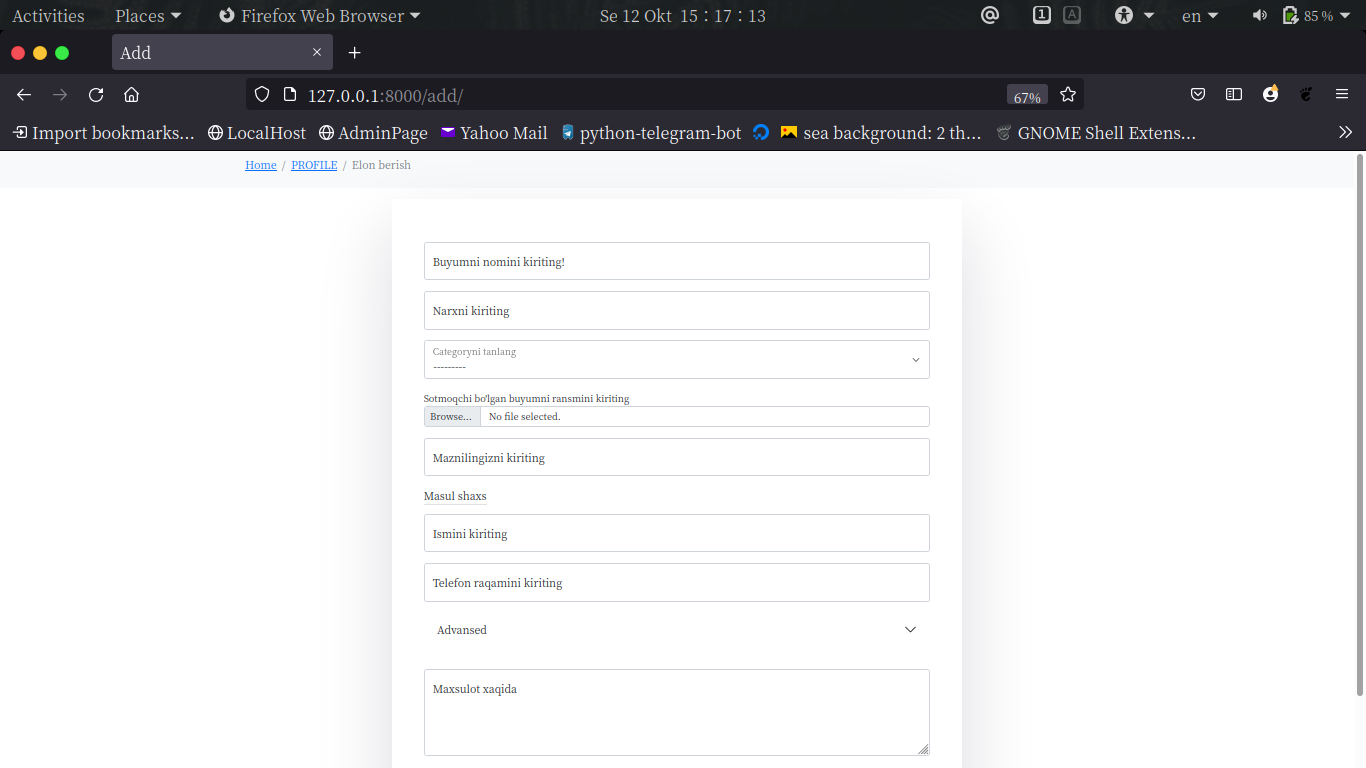 Activities Places Firefox Web Browser Se 12 Okt 15 : 17 : 13 1 A en 85 %
Add
127.0.0.1:8000/add/ 67%
Import bookmarks... LocalHost AdminPage Yahoo Mail python-telegram-bot sea background: 2 th... GNOME Shell Exten​s...
Home / PROFILE / Elon berish
Buyumni nomini kiriting!
Narxni kiriting
Categoryni tanlang
---------
Sotmoqchi bo'lgan buyumni ransmini kiriting
Browse... No file selected.
Maznilingizni kiriting
Masul shaxs
Ismini kiriting
Telefon raqamini kiriting
Advansed
Maxsulot xaqida